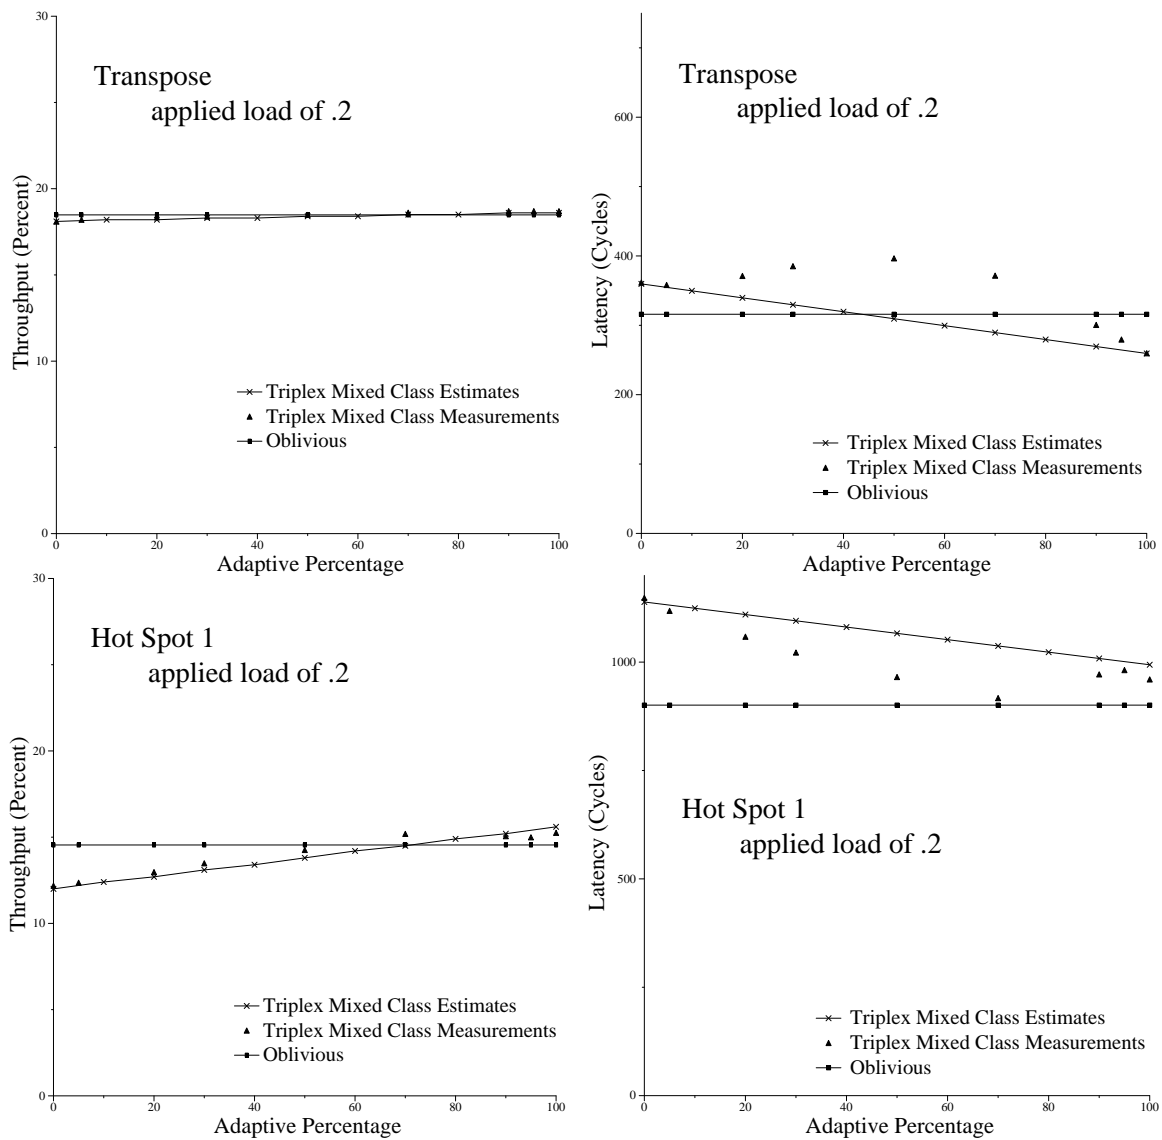 30
Transpose
applied load of .2
20
Throughput (Percent)
10
Triplex Mixed Class Estimates
Triplex Mixed Class Measurements
Oblivious
0
0 20 40 60 80 100
Adaptive Percentage
Transpose
applied load of .2
600
Latency (Cycles)
400
200
Triplex Mixed Class Estimates
Triplex Mixed Class Measurements
Oblivious
0
0 20 40 60 80 100
Adaptive Percentage
30
Hot Spot 1
applied load of .2
20
Throughput (Percent)
10
Triplex Mixed Class Estimates
Triplex Mixed Class Measurements
Oblivious
0
0 20 40 60 80 100
Adaptive Percentage
1000
Latency (Cycles)
Hot Spot 1
applied load of .2
500
Triplex Mixed Class Estimates
Triplex Mixed Class Measurements
Oblivious
0
0 20 40 60 80 100
Adaptive Percentage